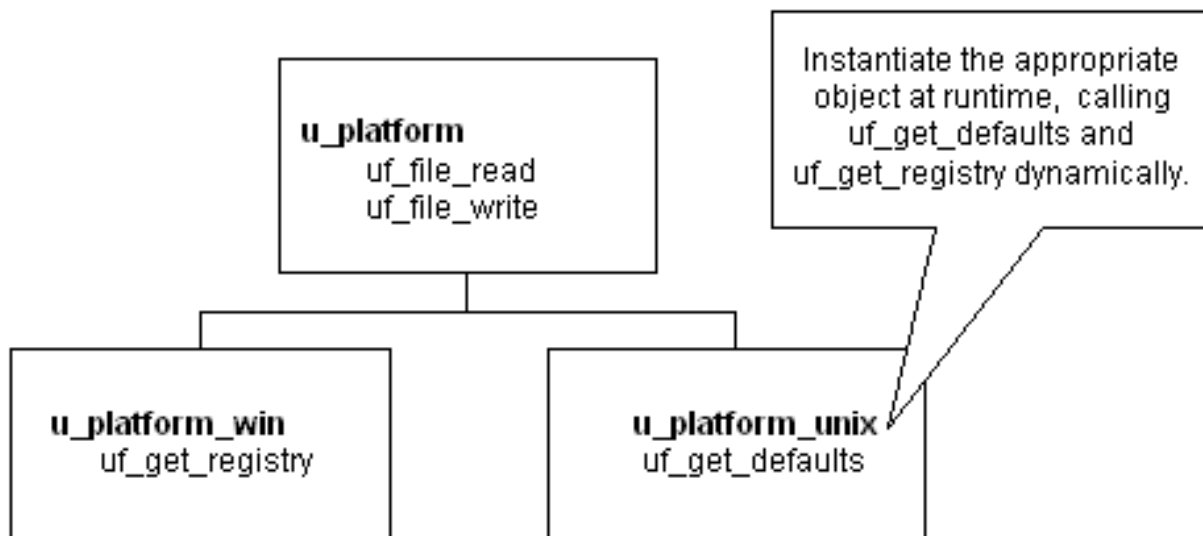 Instantiate the appropriate
object at runtime, calling
uf_get_defaults and
uf_get_registry dynamically.
u_platform
uf_file_read
uf_file_write
u_platform_win
uf_get_registry
u_platform_unix
uf_get_defaults